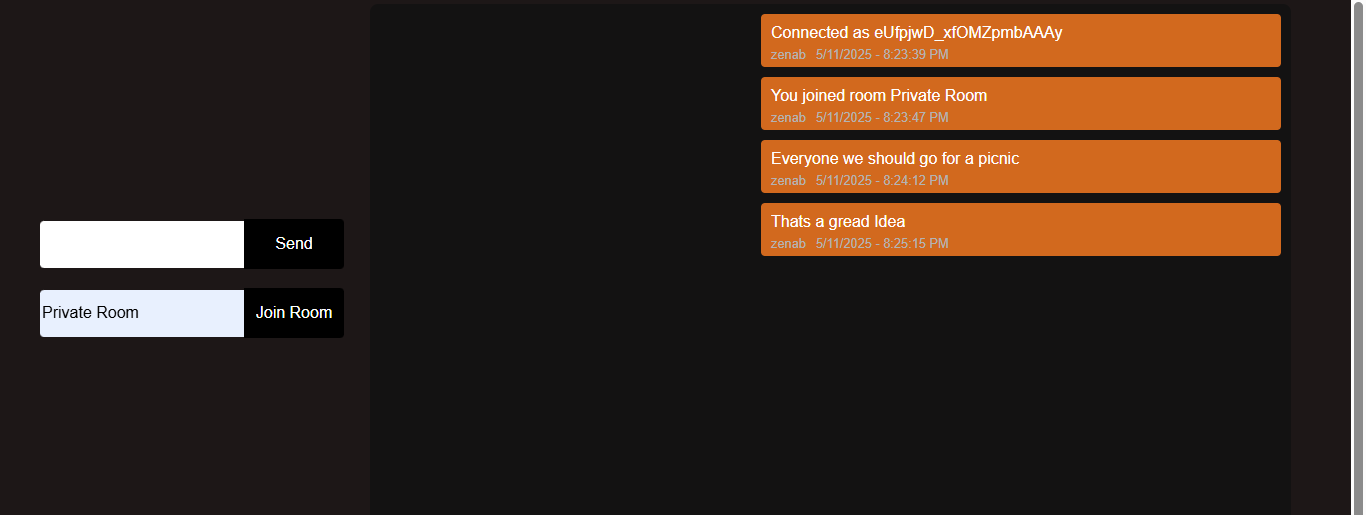 Connected as eUfpjwD_xfOMZpmbAAAy
zenab 5/11/2025 - 8:23:39 PM
You joined room Private Room
zenab 5/11/2025 - 8:23:47 PM
Everyone we should go for a picnic
zenab 5/11/2025 - 8:24:12 PM
Thats a gread Idea
zenab 5/11/2025 - 8:25:15 PM
Send
Private Room
Join Room